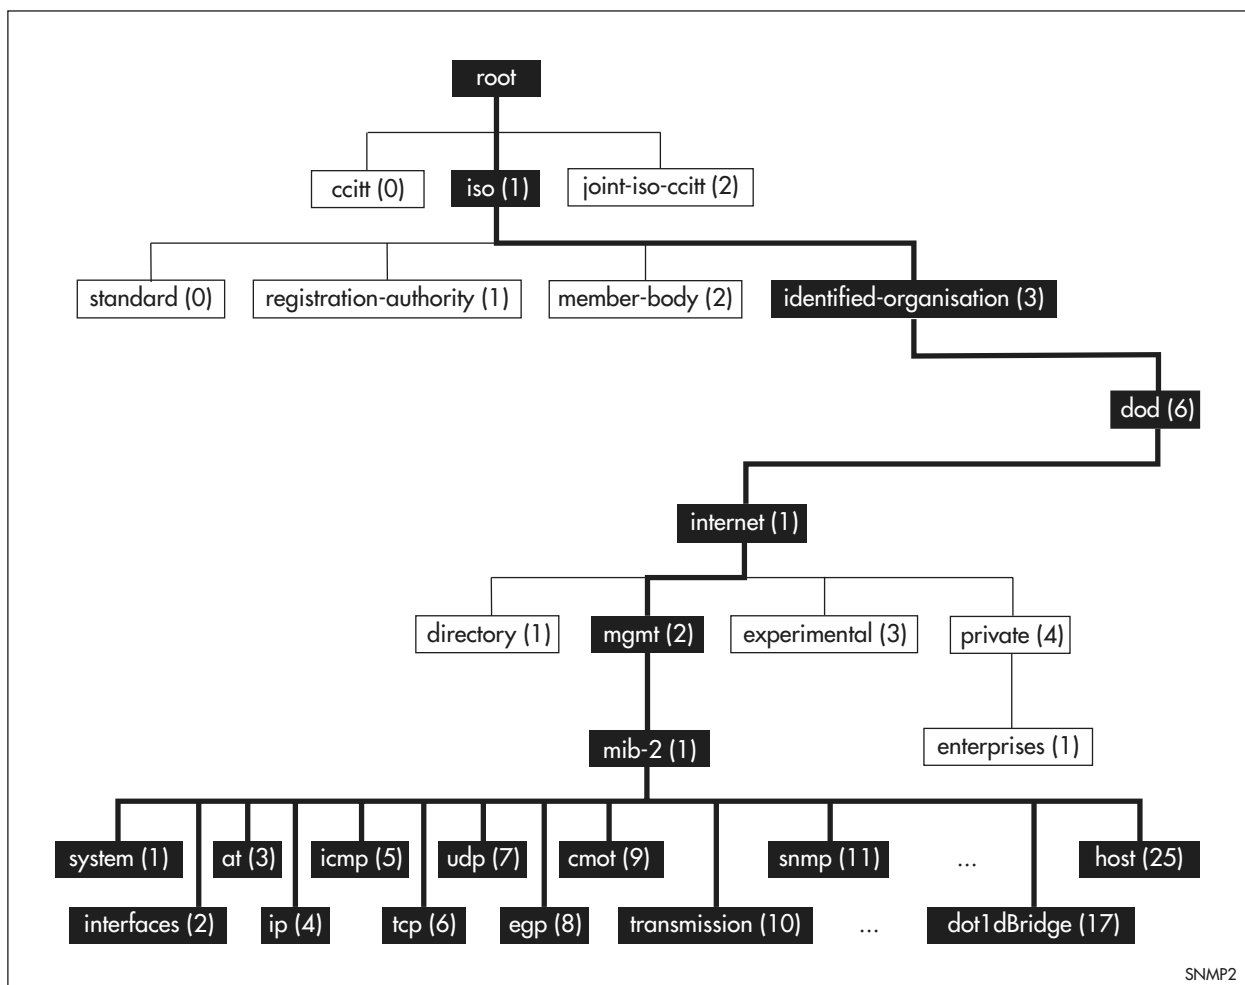 root
ccitt (0)
iso (1)
joint-iso-ccitt (2)
standard (0)
registration-authority (1)
member-body (2)
identified-organisation (3)
dod (6)
internet (1)
directory (1)
mgmt (2)
experimental (3)
private (4)
mib-2 (1)
enterprises (1)
system (1)
at (3)
icmp (5)
udp (7)
cmot (9)
snmp (11)
...
host (25)
interfaces (2)
ip (4)
tcp (6)
egp (8)
transmission (10)
...
dot1dBridge (17)
SNMP2